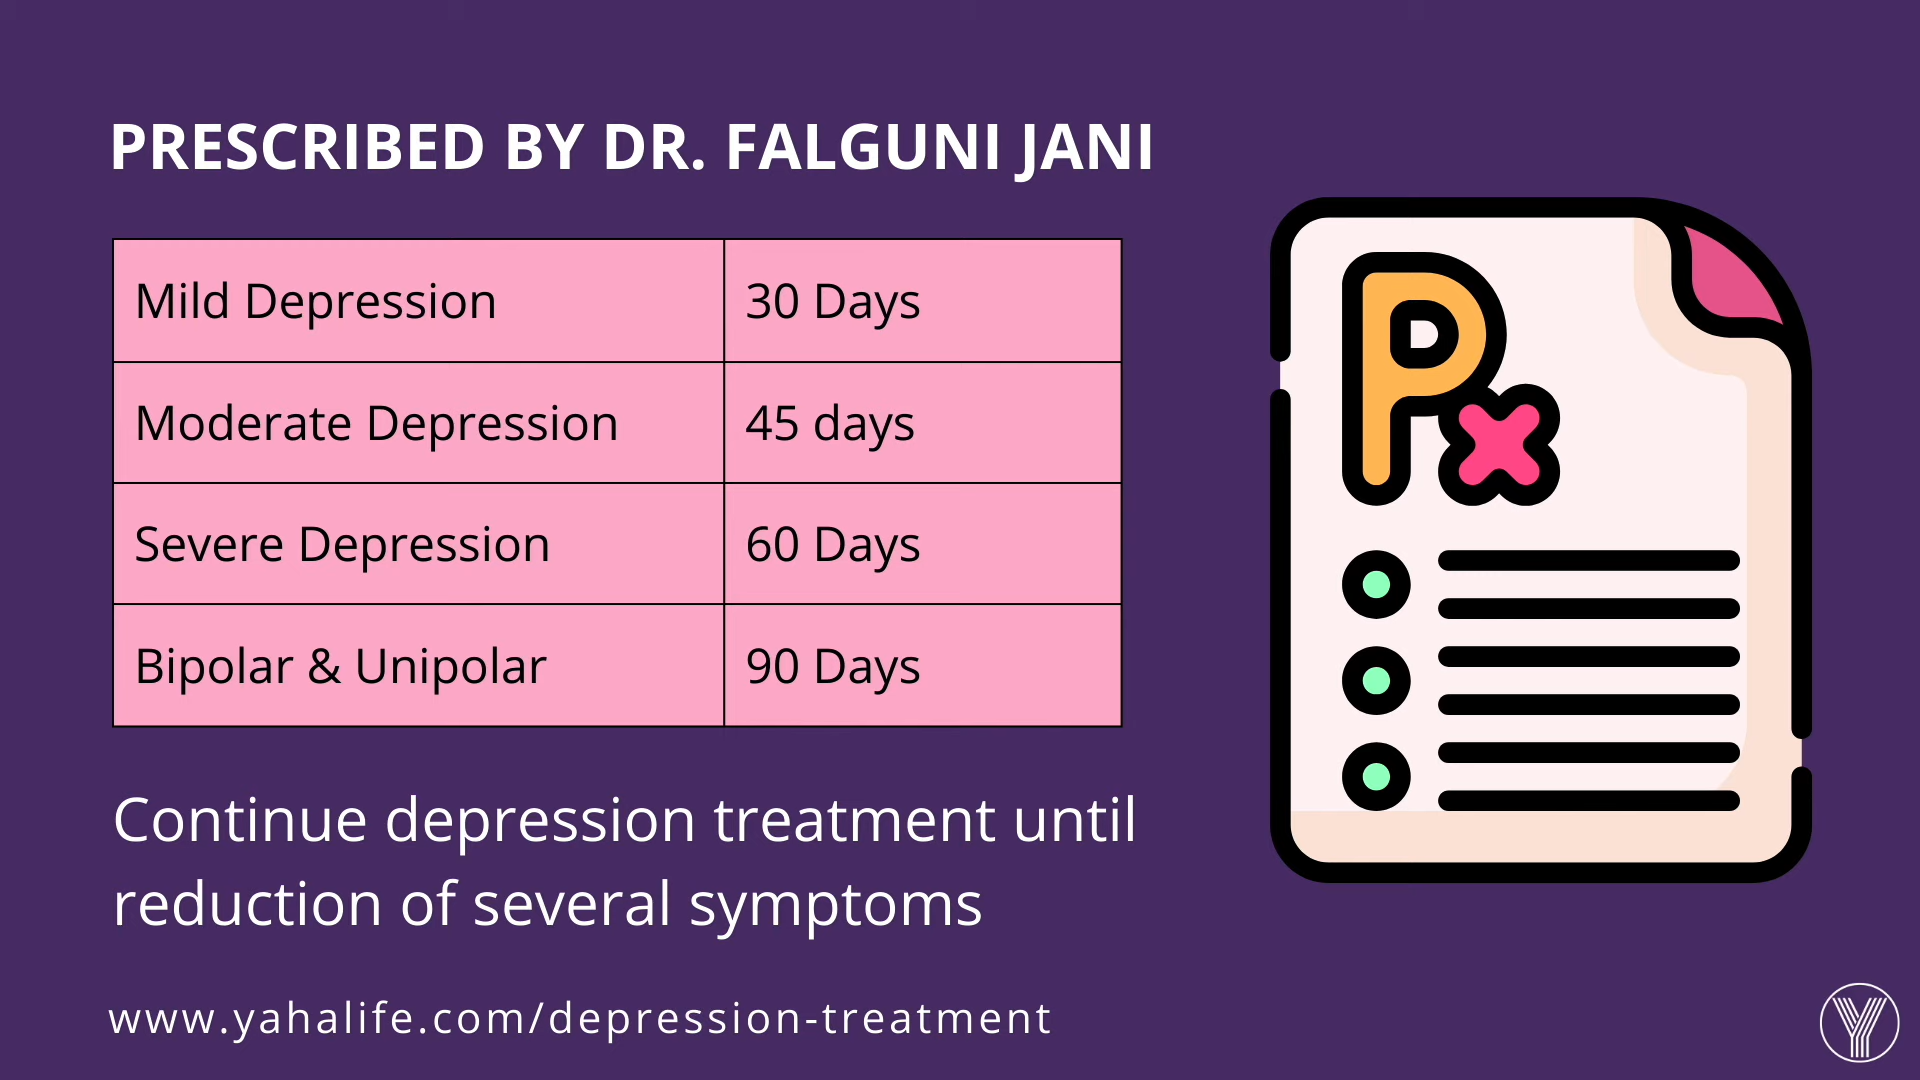 PRESCRIBED BY DR. FALGUNI JANI
Mild Depression 30 Days
Moderate Depression 45 days
Severe Depression 60 Days
Bipolar & Unipolar 90 Days
Continue depression treatment until
reduction of several symptoms
www.yahalife.com/depression-treatment
Px
Y